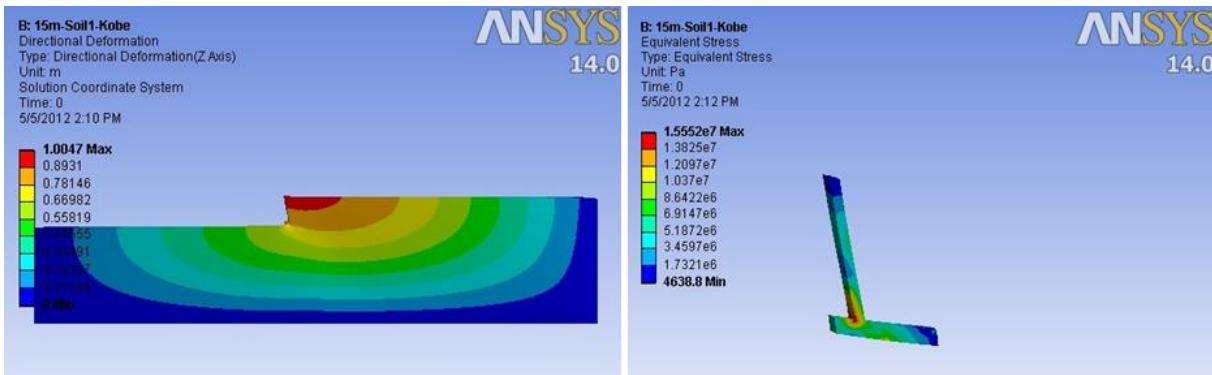 B: 15m-Soil1-Kobe
Directional Deformation
Type: Directional Deformation(Z Axis)
Unit: m
Solution Coordinate System
Time: 0
5/5/2012 2:10 PM
ANSYS
14.0
1.0047 Max
0.8931
0.78146
0.66982
0.55819
B: 15m-Soil1-Kobe
Equivalent Stress
Type: Equivalent Stress
Unit: Pa
Time: 0
5/5/2012 2:12 PM
ANSYS
14.0
1.5552e7 Max
1.3825e7
1.2097e7
1.037e7
8.6422e6
6.9147e6
5.1872e6
3.4597e6
1.7321e6
4638.8 Min